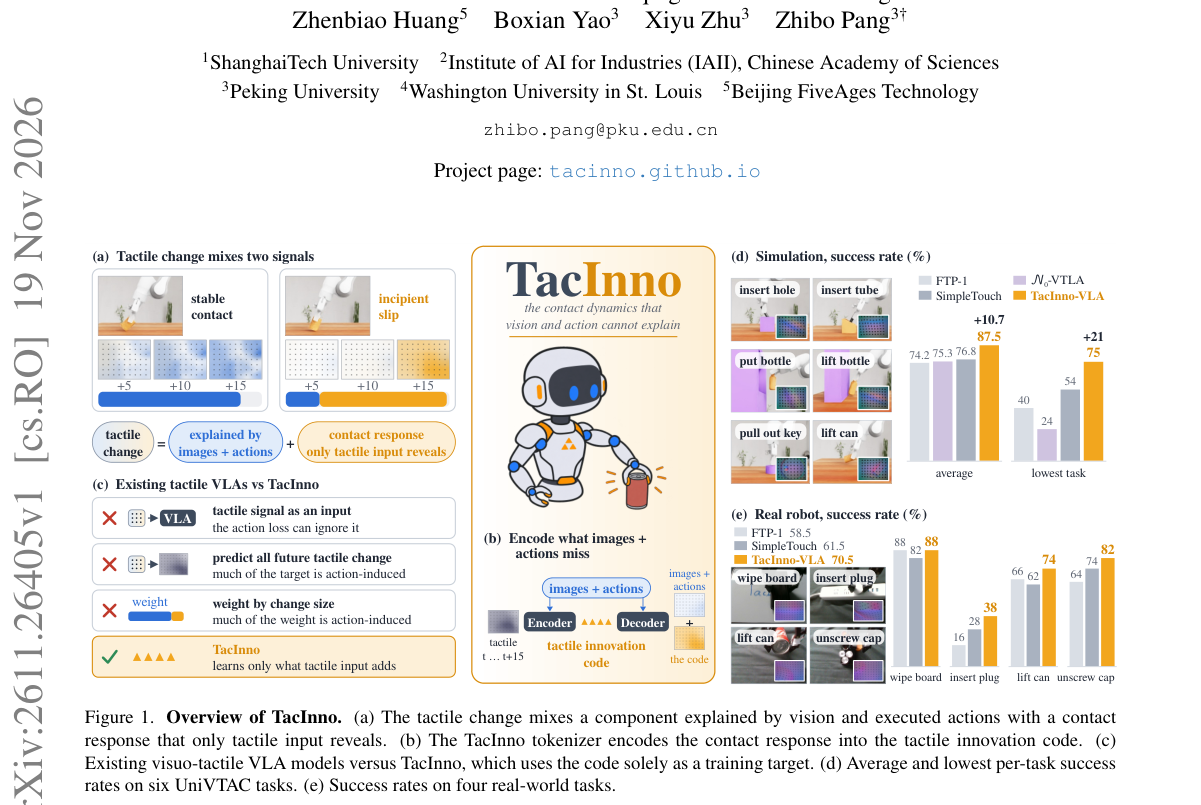 Zhenbiao Huang5 Boxian Yao3 Xiyu Zhu3 Zhibo Pang3†
1ShanghaiTech University 2Institute of AI for Industries (IAII), Chinese Academy of Sciences
3Peking University 4Washington University in St. Louis 5Beijing FiveAges Technology
zhibo.pang@pku.edu.cn
Project page: tacinno.github.io
Xiv:2611.26405v1 [cs.RO] 19 Nov 2026
(a) Tactile change mixes two signals
stable
contact
incipient
slip
+5 +10 +15
+5 +10 +15
tactile
change
=
explained by
images + actions
+
contact response
only tactile input reveals
(c) Existing tactile VLAs vs TacInno
VLA
tactile signal as an input
the action loss can ignore it
predict all future tactile change
much of the target is action-induced
weight
weight by change size
much of the weight is action-induced
TacInno
learns only what tactile input adds
TacInno
the contact dynamics that
vision and action cannot explain
(b) Encode what images +
actions miss
images + actions
Encoder
Decoder
tactile
t … t+15
tactile innovation
code
images +
actions
+
the code
(d) Simulation, success rate (%)
insert hole
insert tube
put bottle
lift bottle
pull out key
lift can
FTP-1
N0-VTLA
SimpleTouch
TacInno-VLA
74.2 75.3 76.8 87.5
+10.7
average
40 24 54 75
+21
lowest task
(e) Real robot, success rate (%)
FTP-1 58.5
SimpleTouch 61.5
TacInno-VLA 70.5
wipe board
insert plug
lift can
unscrew cap
88 82 88
wipe board
16 28 38
insert plug
66 62 74
lift can
64 74 82
unscrew cap
Figure 1. Overview of TacInno. (a) The tactile change mixes a component explained by vision and executed actions with a contact
response that only tactile input reveals. (b) The TacInno tokenizer encodes the contact response into the tactile innovation code. (c)
Existing visuo-tactile VLA models versus TacInno, which uses the code solely as a training target. (d) Average and lowest per-task success
rates on six UniVTAC tasks. (e) Success rates on four real-world tasks.